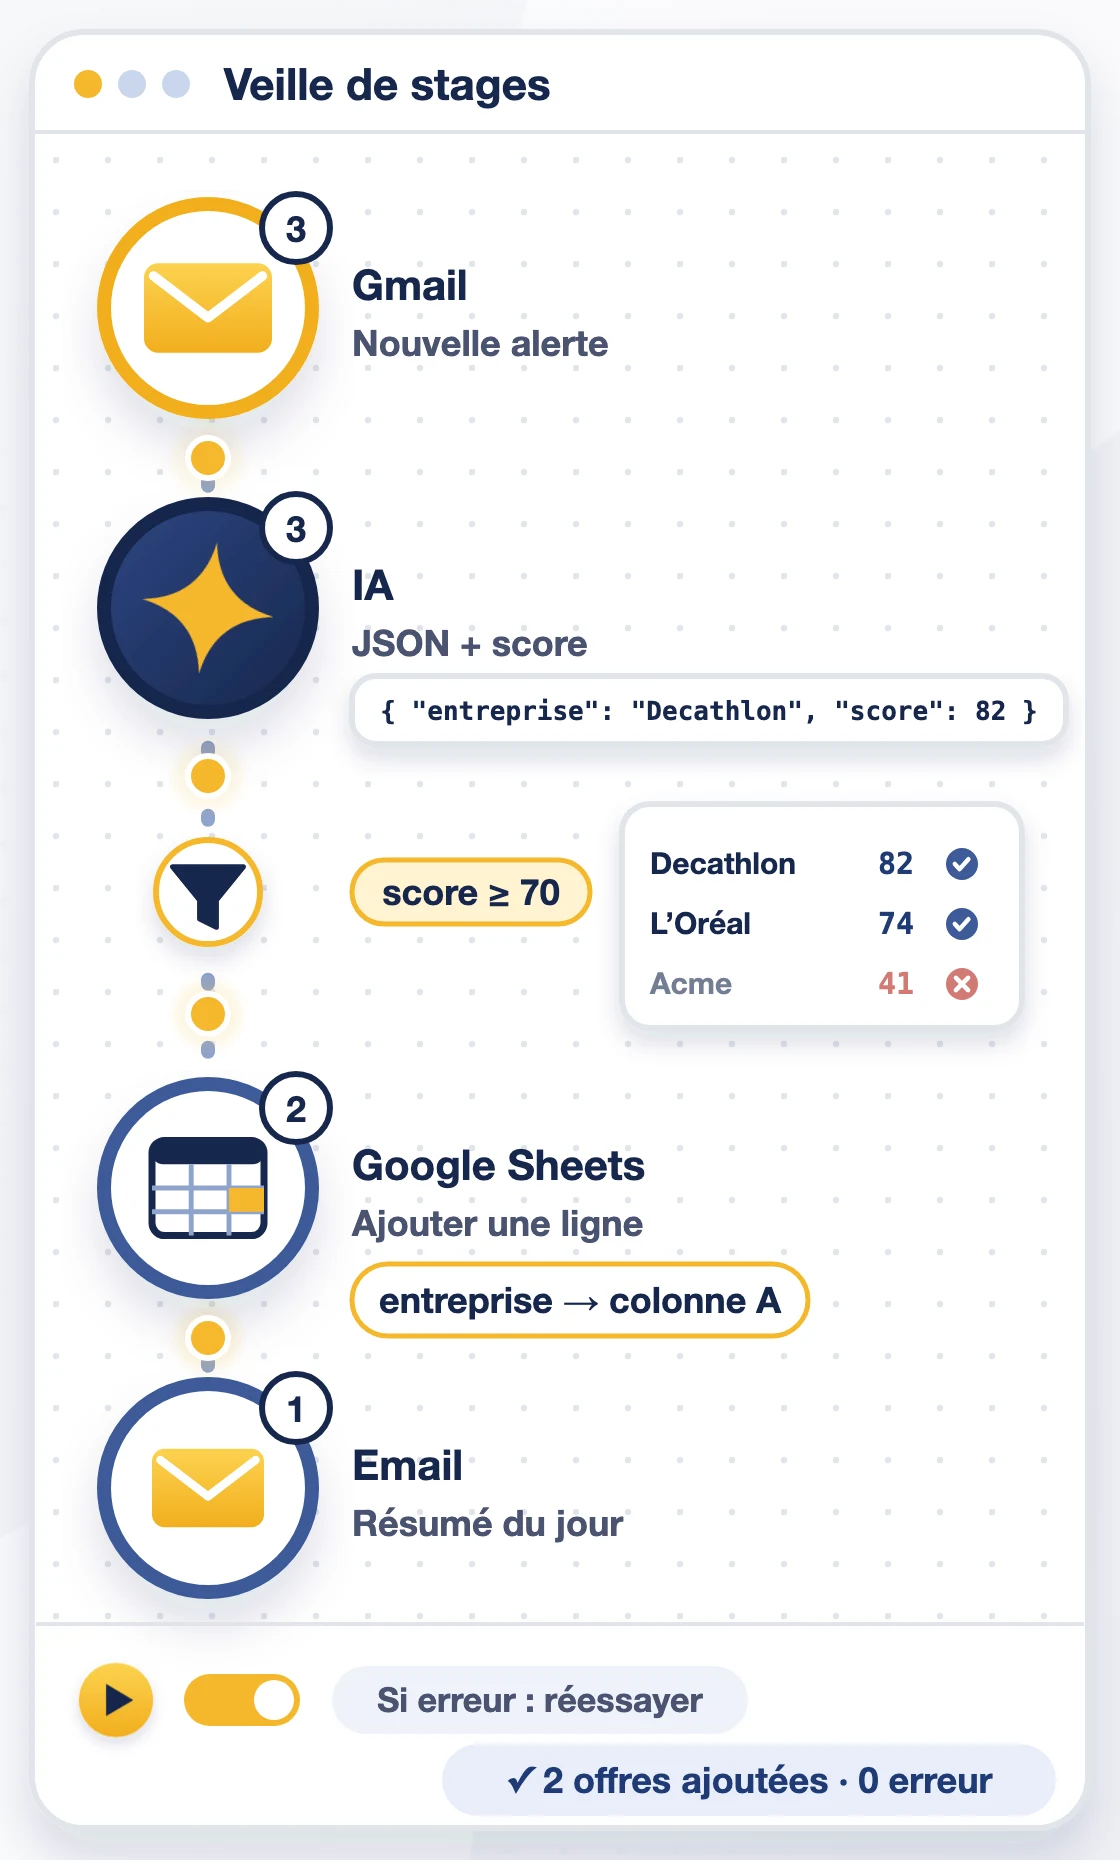 Veille de stages
3
Gmail
Nouvelle alerte
3
IA
JSON + score
{ "entreprise": "Decathlon", "score": 82 }
score ≥ 70
Decathlon 82
L’Oréal 74
Acme 41
2
Google Sheets
Ajouter une ligne
entreprise → colonne A
1
Email
Résumé du jour
Si erreur : réessayer
✓ 2 offres ajoutées · 0 erreur